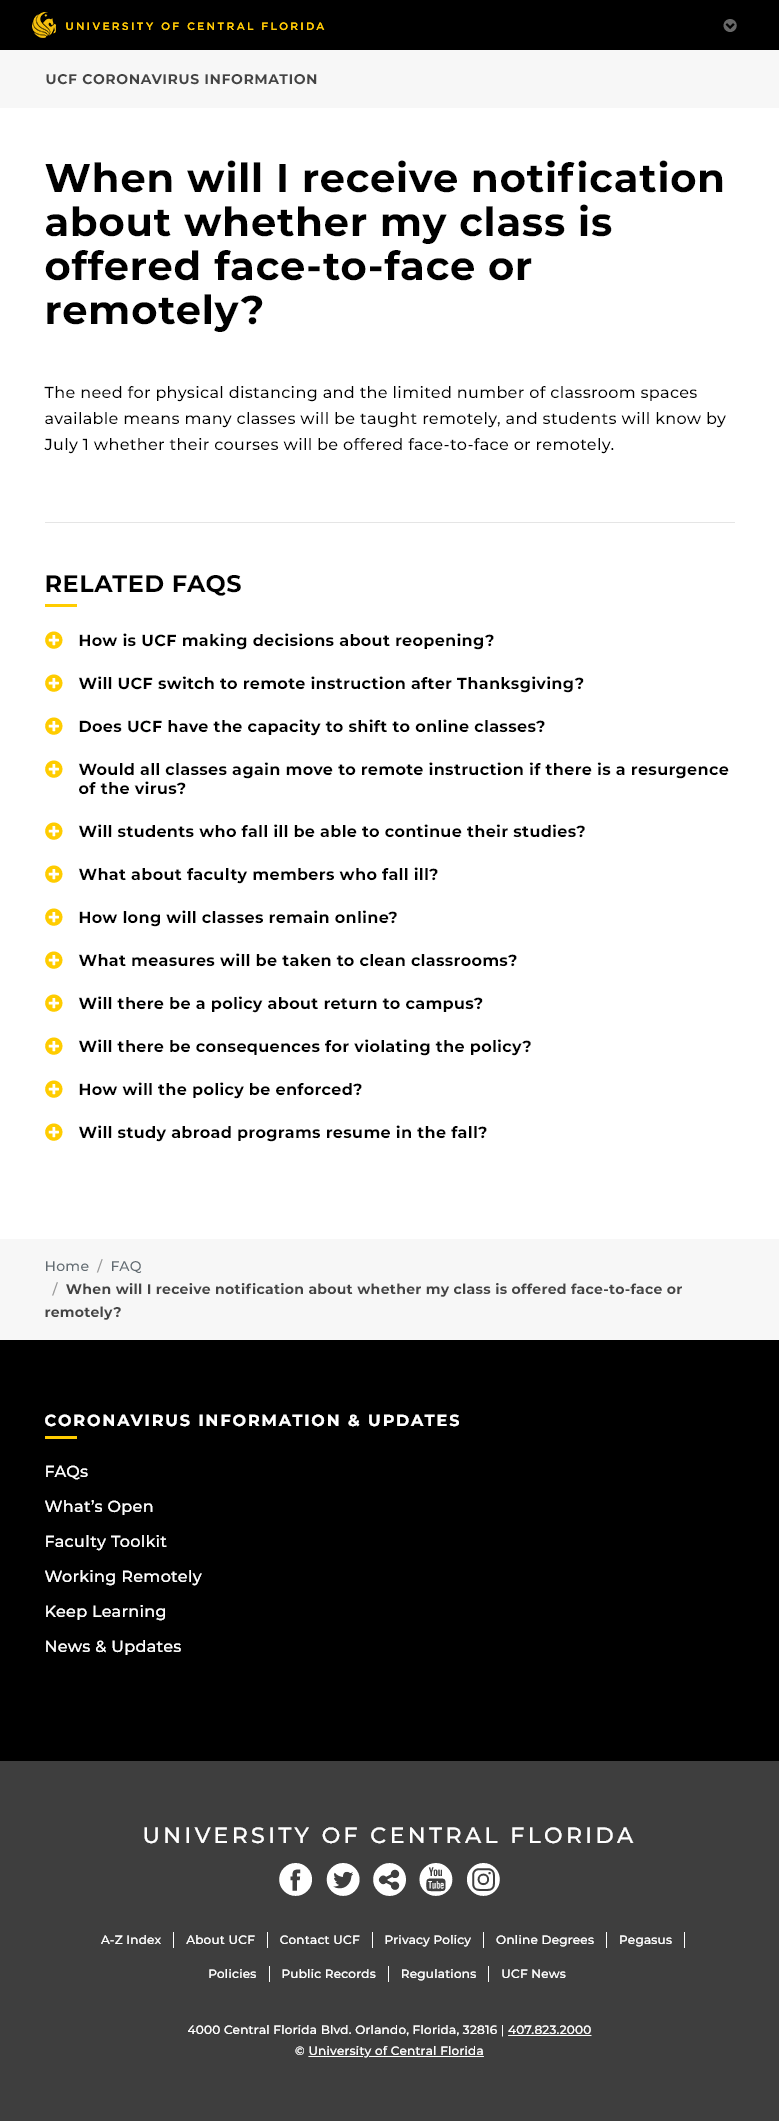 UNIVERSITY OF CENTRAL FLORIDA
UCF CORONAVIRUS INFORMATION
When will I receive notification
about whether my class is
offered face-to-face or
remotely?
The need for physical distancing and the limited number of classroom spaces
available means many classes will be taught remotely, and students will know by
July 1 whether their courses will be offered face-to-face or remotely.
RELATED FAQS
How is UCF making decisions about reopening?
Will UCF switch to remote instruction after Thanksgiving?
Does UCF have the capacity to shift to online classes?
Would all classes again move to remote instruction if there is a resurgence
of the virus?
Will students who fall ill be able to continue their studies?
What about faculty members who fall ill?
How long will classes remain online?
What measures will be taken to clean classrooms?
Will there be a policy about return to campus?
Will there be consequences for violating the policy?
How will the policy be enforced?
Will study abroad programs resume in the fall?
Home / FAQ
/ When will I receive notification about whether my class is offered face-to-face or
remotely?
CORONAVIRUS INFORMATION & UPDATES
FAQs
What's Open
Faculty Toolkit
Working Remotely
Keep Learning
News & Updates
UNIVERSITY OF CENTRAL FLORIDA
You
Tube
A-Z Index | About UCF | Contact UCF | Privacy Policy | Online Degrees | Pegasus |
Policies | Public Records | Regulations | UCF News
4000 Central Florida Blvd. Orlando, Florida, 32816 | 407.823.2000
© University of Central Florida